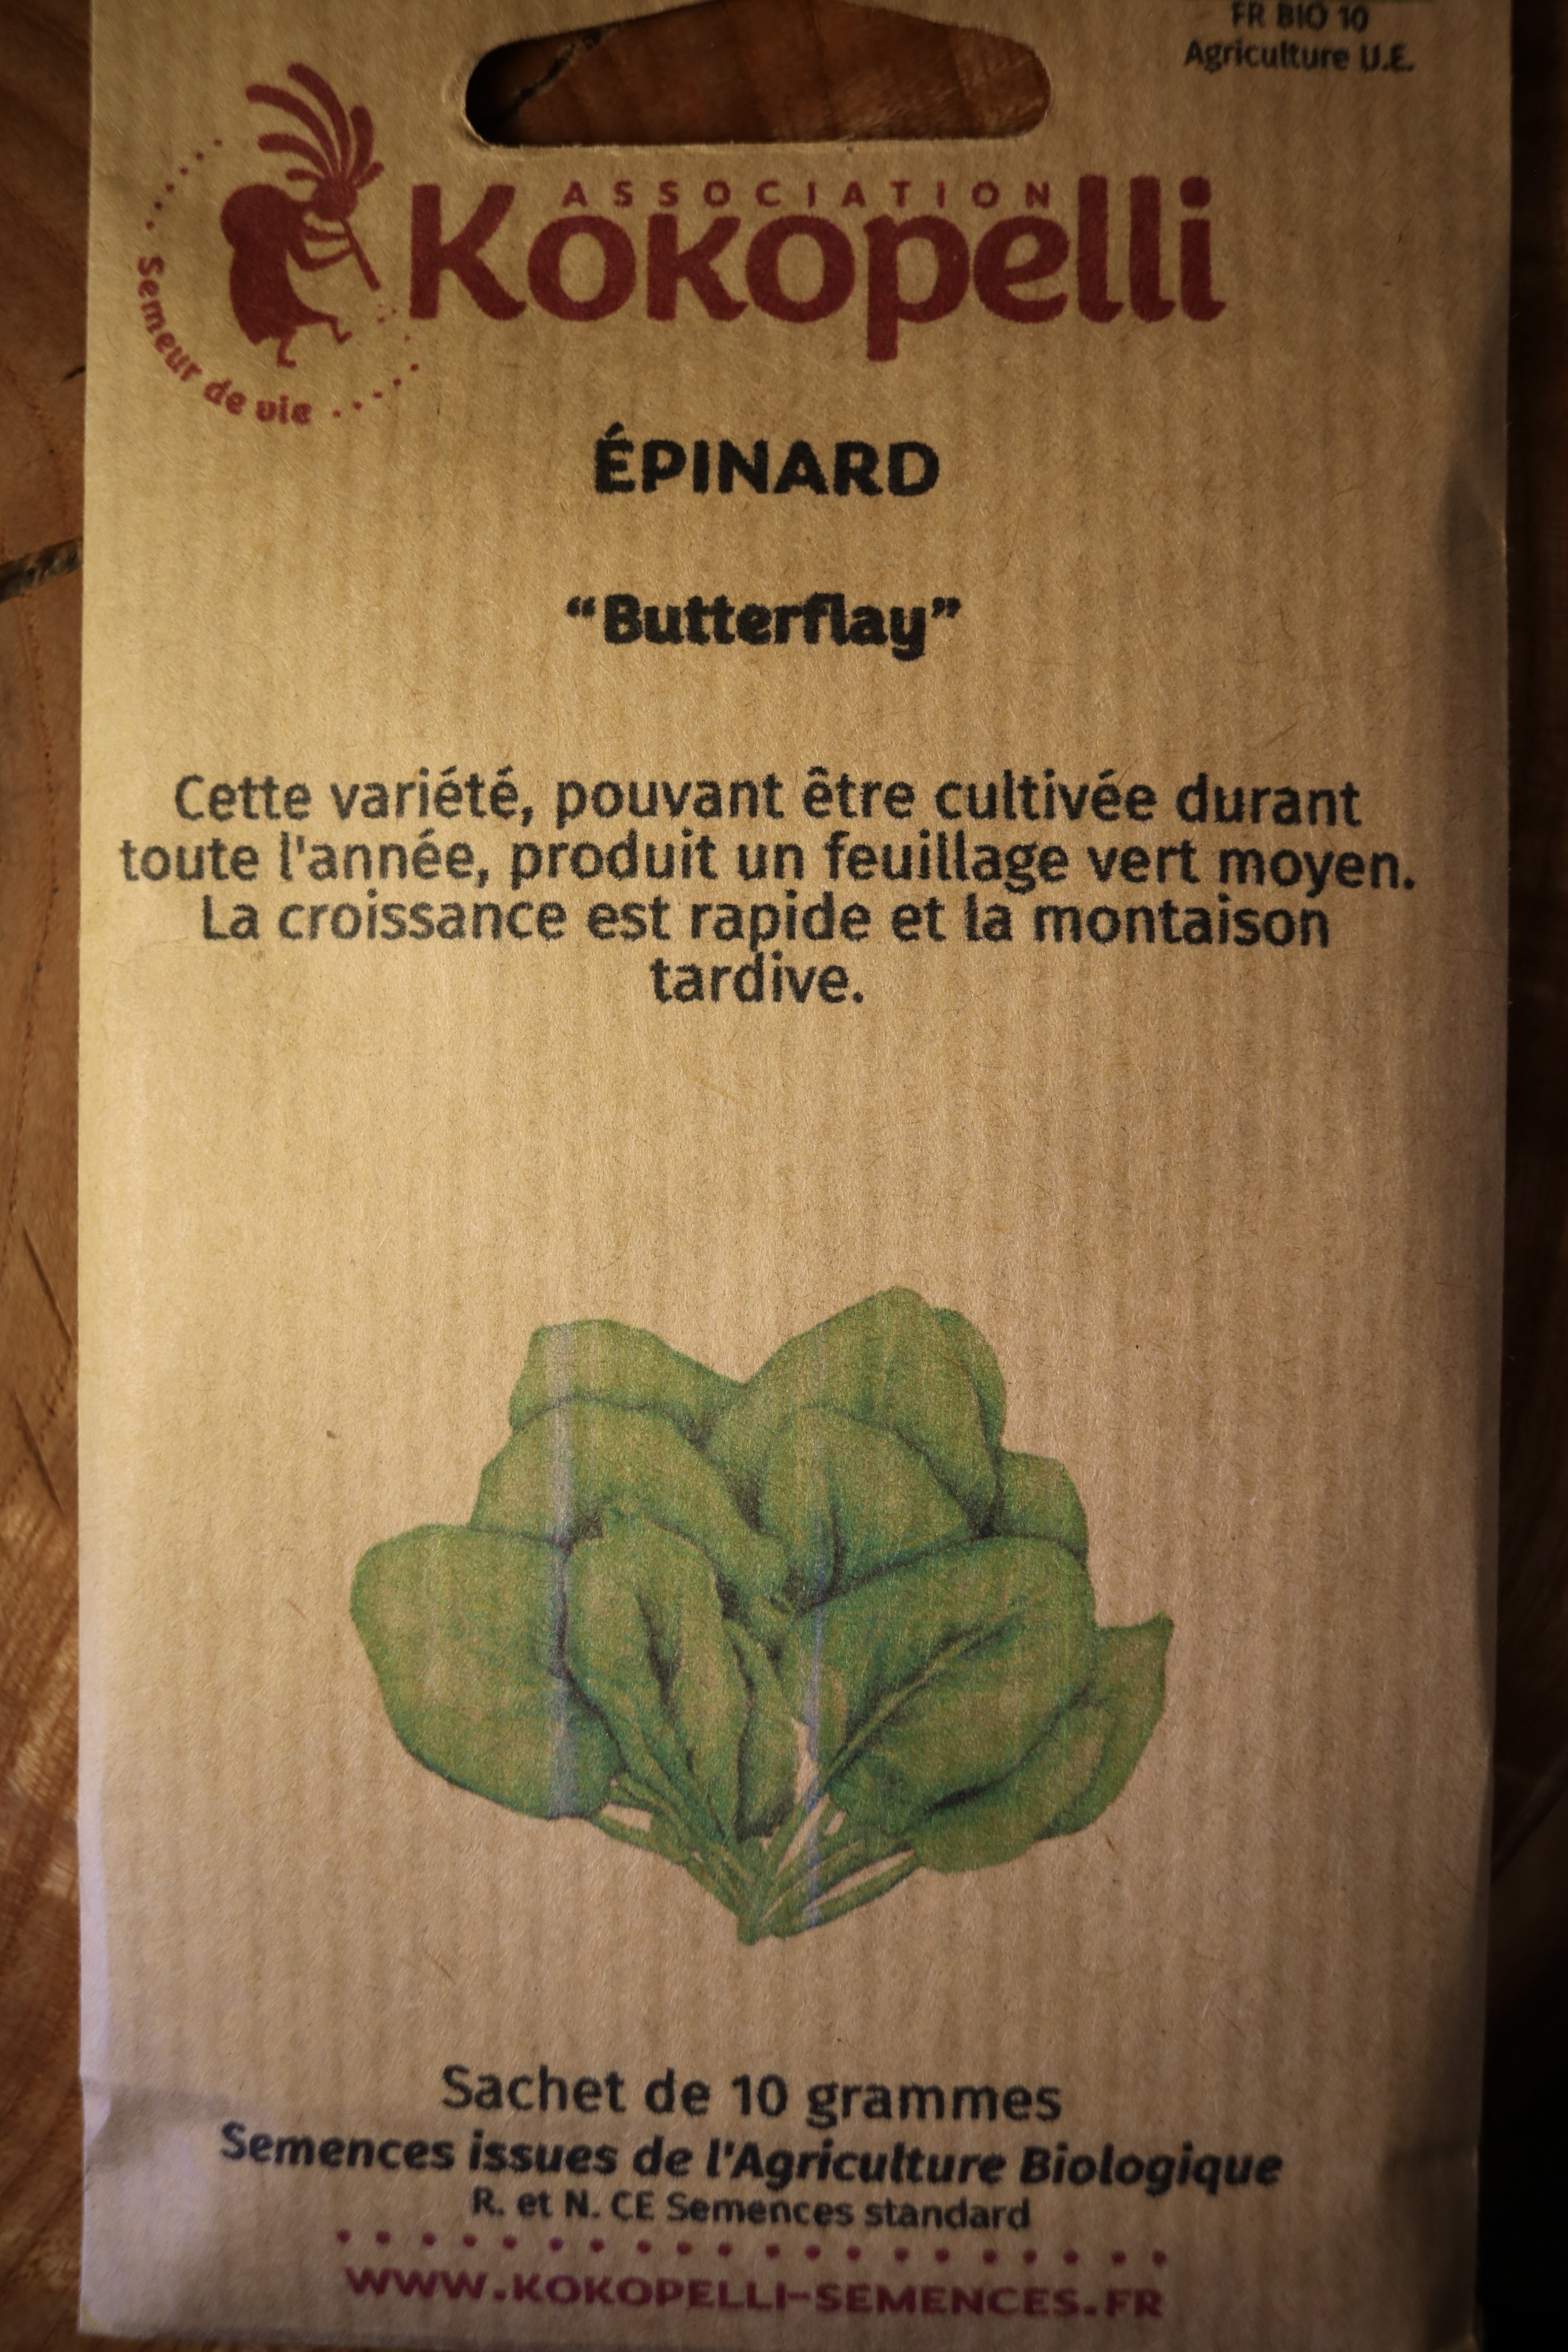 FR BIO 10
Agriculture U.E.
ASSOCIATION
Kokopelli
Semeur de vie
ÉPINARD
“Butterflay”
Cette variété, pouvant être cultivée durant
toute l'année, produit un feuillage vert moyen.
La croissance est rapide et la montaison
tardive.
Sachet de 10 grammes
Semences issues de l'Agriculture Biologique
R. et N. CE Semences standard
WWW.KOKOPELLI-SEMENCES.FR